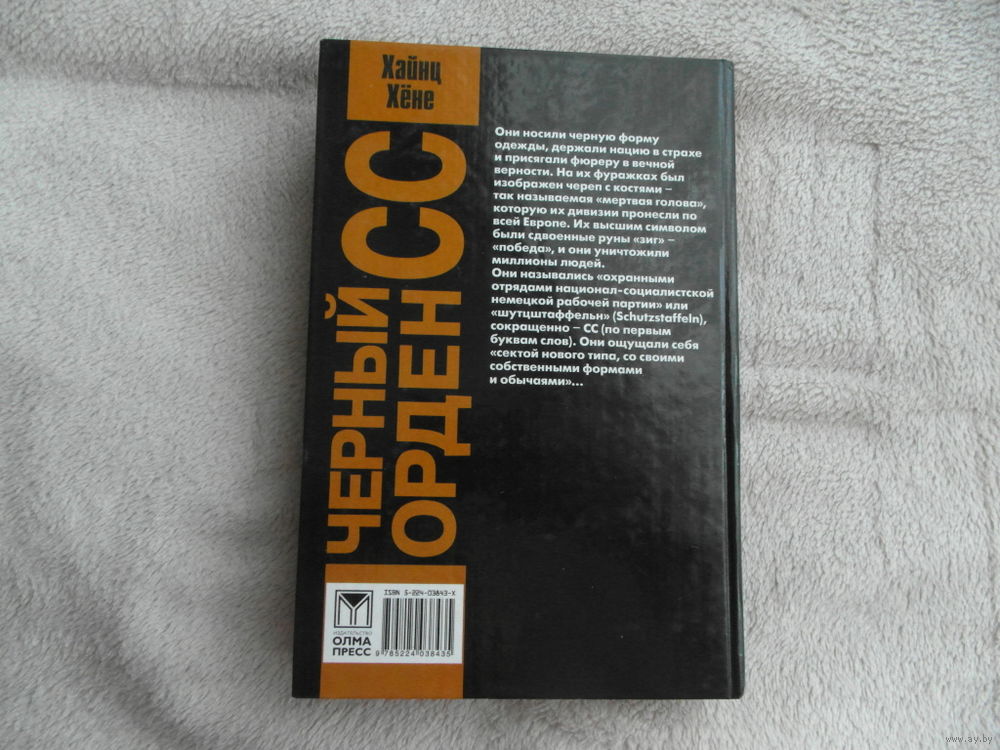 Хайнц
Хёне
ЧЕРНЫЙ
ОРДЕН СС
Они носили черную форму
одежды, держали нацию в страхе
и присягали фюреру в вечной
верности. На их фуражках был
изображен череп с костями –
так называемая «мертвая голова»,
которую их дивизии пронесли по
всей Европе. Их высшим символом
были сдвоенные руны «зиг» –
«победа», и они уничтожили
миллионы людей.
Они назывались «охранными
отрядами национал-социалистской
немецкой рабочей партии» или
«шутцштаффельн» (Schutzstaffeln),
сокращенно – СС (по первым
буквам слов). Они ощущали себя
«сектой нового типа, со своими
собственными формами
и обычаями»...
ИЗДАТЕЛЬСТВО
ОЛМА
ПРЕСС
ISBN 5-224-03843-X
9 785224 038435
www.ay.by